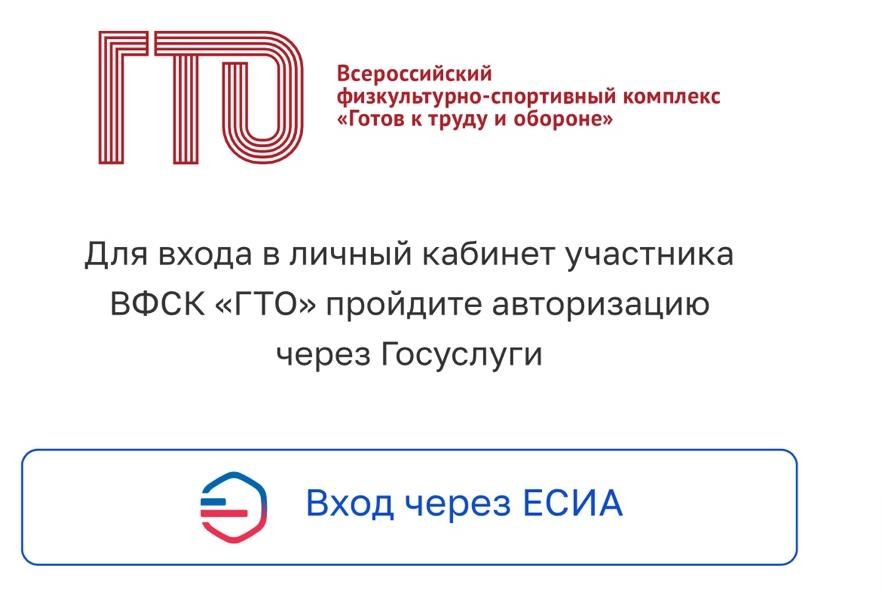 ГТО
Всероссийский
физкультурно-спортивный комплекс
«Готов к труду и обороне»
Для входа в личный кабинет участника
ВФСК «ГТО» пройдите авторизацию
через Госуслуги
Вход через ЕСИА